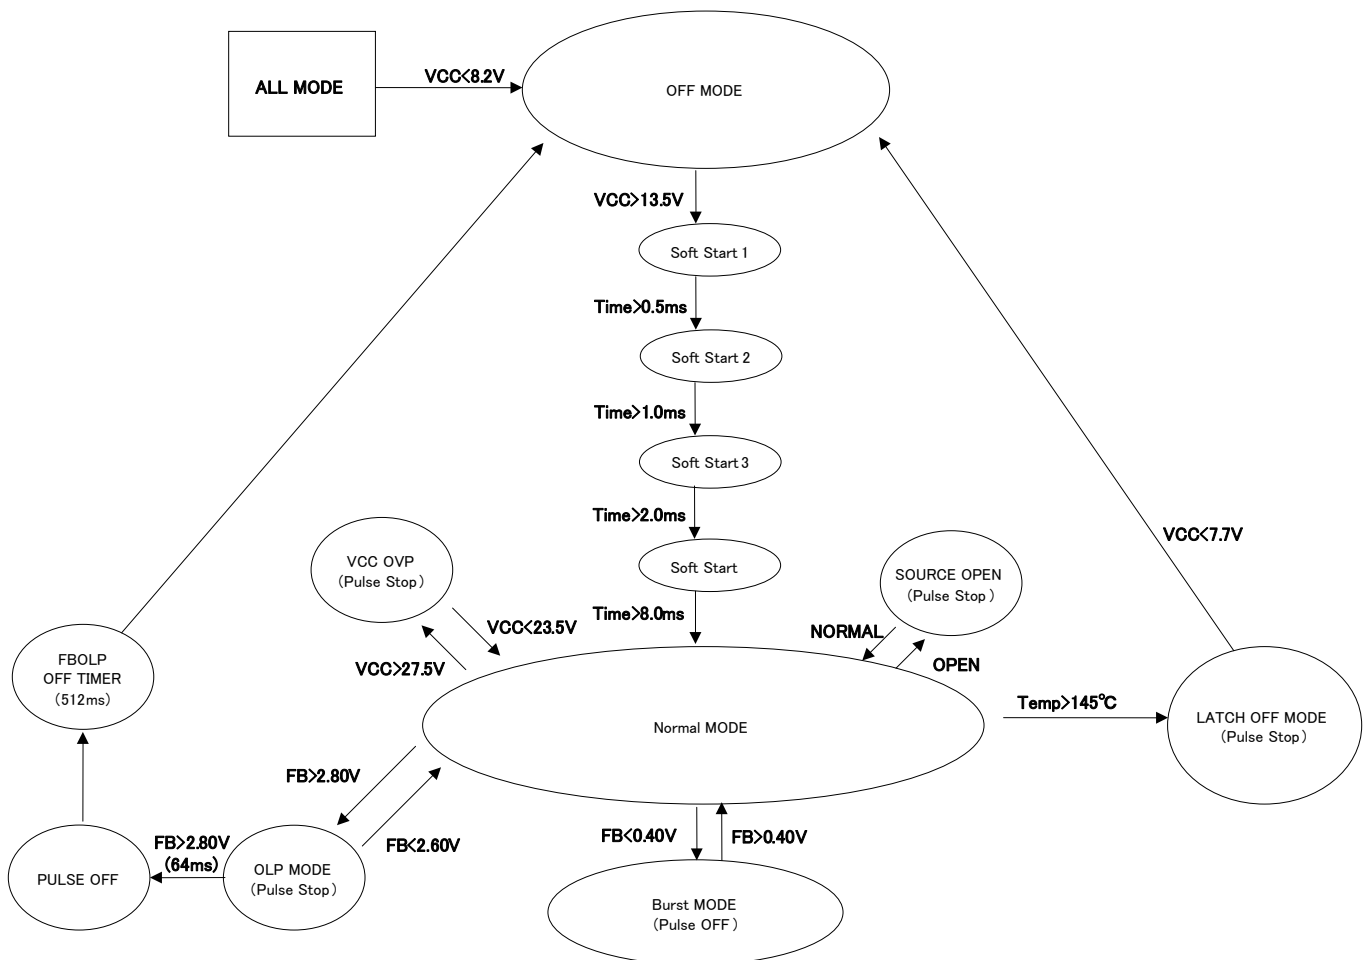 ALL MODE
VCC<8.2V
OFF MODE
VCC>13.5V
Soft Start 1
Time>0.5ms
Soft Start 2
Time>1.0ms
Soft Start 3
Time>2.0ms
Soft Start
Time>8.0ms
VCC OVP
(Pulse Stop)
VCC<23.5V
VCC>27.5V
SOURCE OPEN
(Pulse Stop)
NORMAL
OPEN
VCC<7.7V
FBOLP
OFF TIMER
(512ms)
Normal MODE
Temp>145℃
LATCH OFF MODE
(Pulse Stop)
FB>2.80V
FB<2.60V
PULSE OFF
FB>2.80V
(64ms)
OLP MODE
(Pulse Stop)
FB<0.40V
FB>0.40V
Burst MODE
(Pulse OFF)